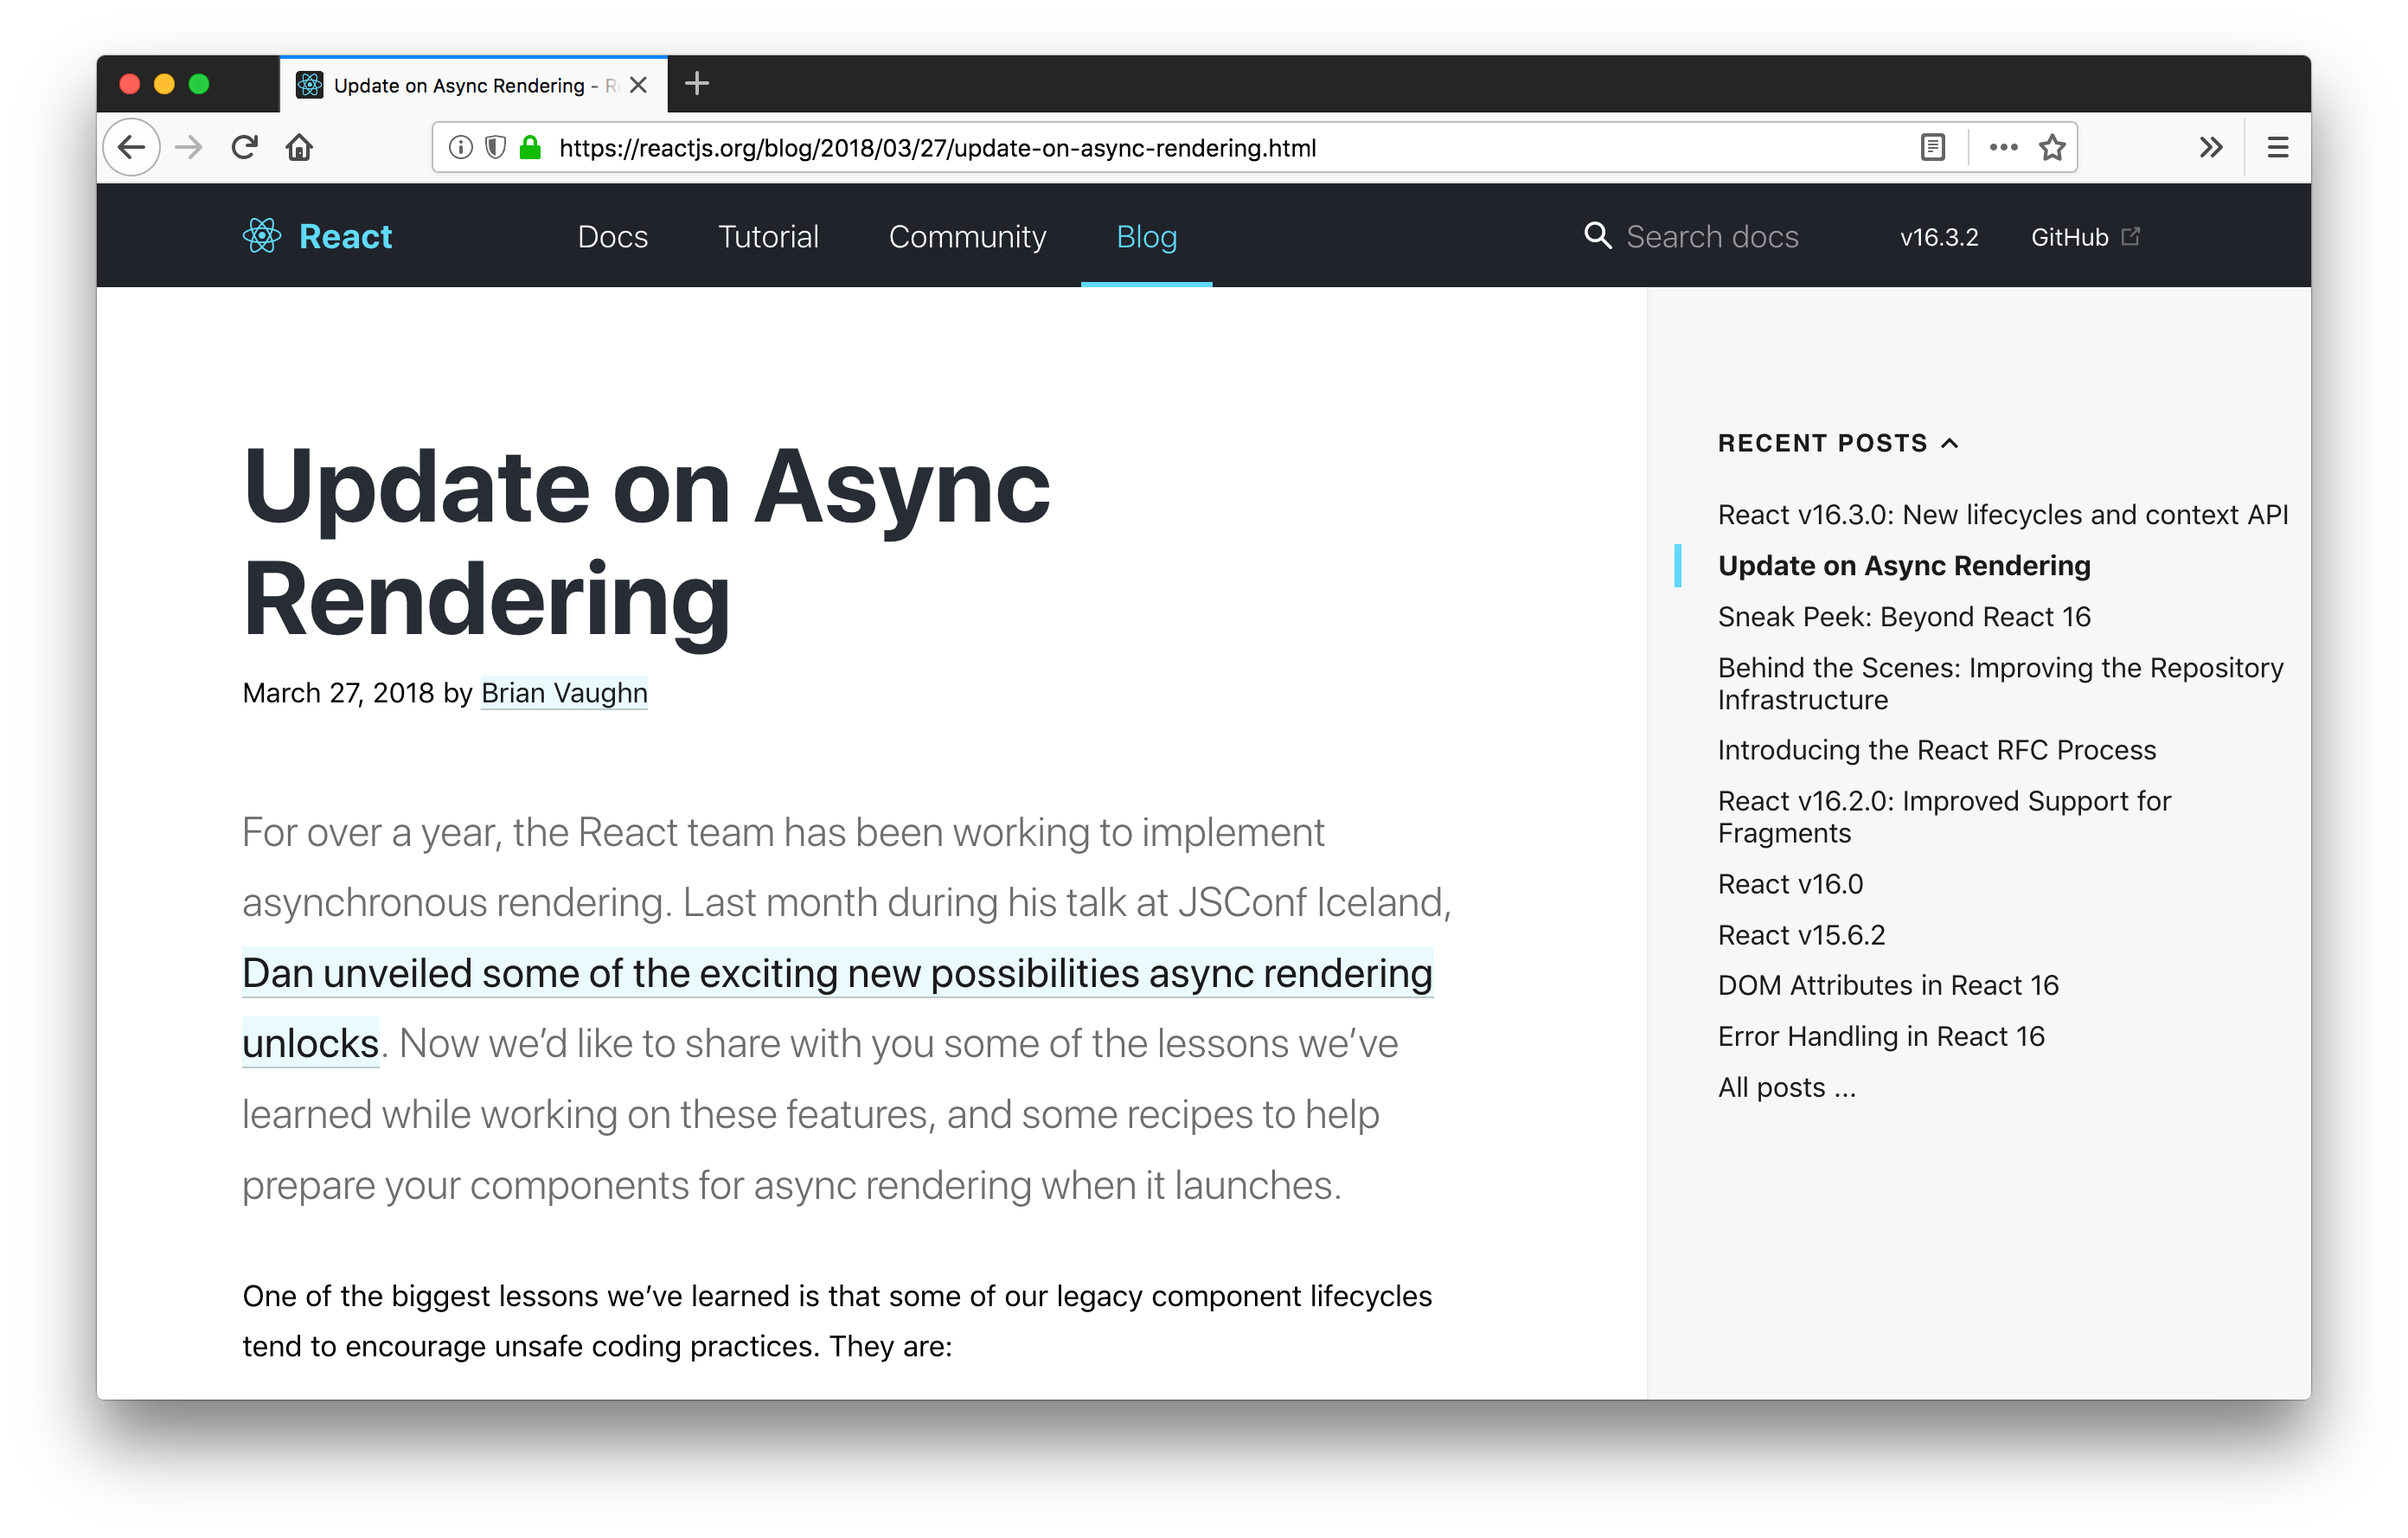 Update on Async Rendering - R
https://reactjs.org/blog/2018/03/27/update-on-async-rendering.html
React
Docs
Tutorial
Community
Blog
Search docs
v16.3.2
GitHub
Update on Async
Rendering
March 27, 2018 by Brian Vaughn
For over a year, the React team has been working to implement
asynchronous rendering. Last month during his talk at JSConf Iceland,
Dan unveiled some of the exciting new possibilities async rendering
unlocks. Now we’d like to share with you some of the lessons we’ve
learned while working on these features, and some recipes to help
prepare your components for async rendering when it launches.
One of the biggest lessons we’ve learned is that some of our legacy component lifecycles
tend to encourage unsafe coding practices. They are:
RECENT POSTS
React v16.3.0: New lifecycles and context API
Update on Async Rendering
Sneak Peek: Beyond React 16
Behind the Scenes: Improving the Repository
Infrastructure
Introducing the React RFC Process
React v16.2.0: Improved Support for
Fragments
React v16.0
React v15.6.2
DOM Attributes in React 16
Error Handling in React 16
All posts ...